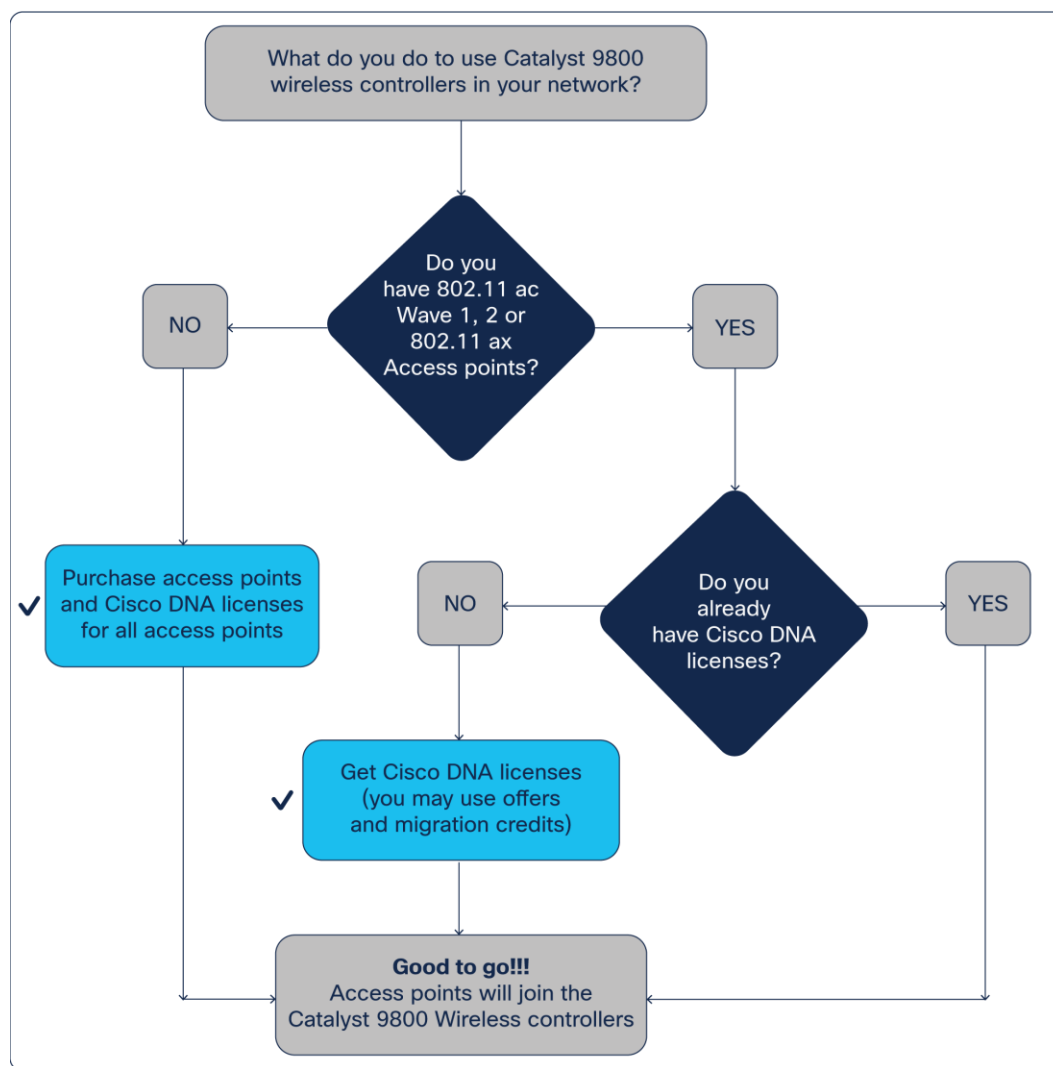 What do you do to use Catalyst 9800
wireless controllers in your network?
Do you
have 802.11 ac
Wave 1, 2 or
802.11 ax
Access points?
NO
YES
Purchase access points
and Cisco DNA licenses
for all access points
NO
Do you
already
have Cisco DNA
licenses?
YES
Get Cisco DNA licenses
(you may use offers
and migration credits)
Good to go!!!
Access points will join the
Catalyst 9800 Wireless controllers